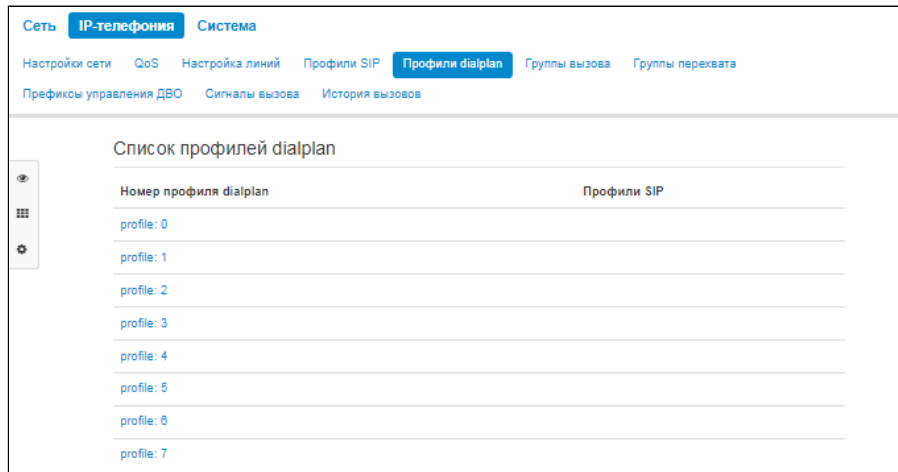 Сеть IP-телефония Система
Настройки сети QoS Настройка линий Профили SIP Профили dialplan Группы вызова Группы перехвата
Префиксы управления ДВО Сигналы вызова История вызовов
Список профилей dialplan
Номер профиля dialplan Профили SIP
profile: 0
profile: 1
profile: 2
profile: 3
profile: 4
profile: 5
profile: 6
profile: 7